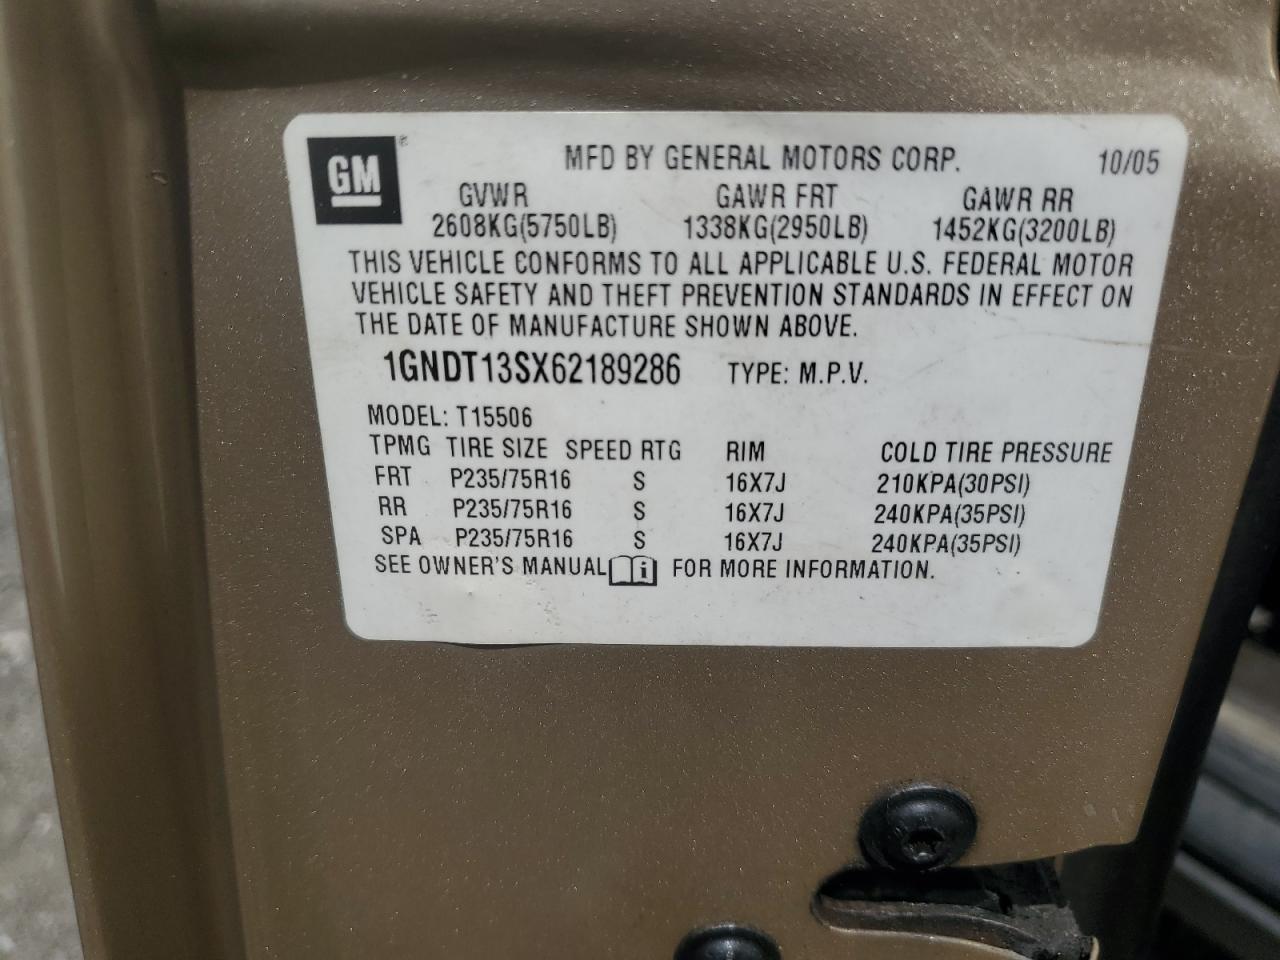 GM®
MFD BY GENERAL MOTORS CORP. 10/05
GVWR GAWR FRT GAWR RR
2608KG(5750LB) 1338KG(2950LB) 1452KG(3200LB)
THIS VEHICLE CONFORMS TO ALL APPLICABLE U.S. FEDERAL MOTOR
VEHICLE SAFETY AND THEFT PREVENTION STANDARDS IN EFFECT ON
THE DATE OF MANUFACTURE SHOWN ABOVE.
1GNDT13SX62189286 TYPE: M.P.V.
MODEL: T15506
TPMG TIRE SIZE SPEED RTG RIM COLD TIRE PRESSURE
FRT P235/75R16 S 16X7J 210KPA(30PSI)
RR P235/75R16 S 16X7J 240KPA(35PSI)
SPA P235/75R16 S 16X7J 240KPA(35PSI)
SEE OWNER'S MANUAL i FOR MORE INFORMATION.